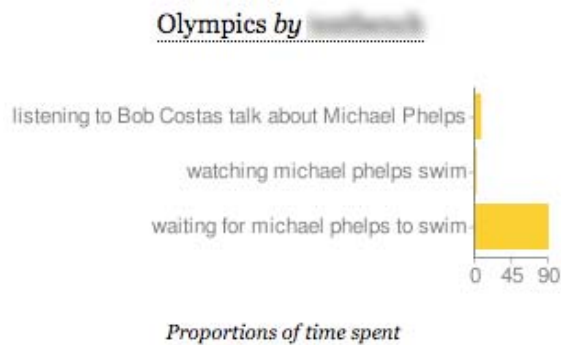 Olympics by
listening to Bob Costas talk about Michael Phelps
watching michael phelps swim
waiting for michael phelps to swim
0 45 90
Proportions of time spent